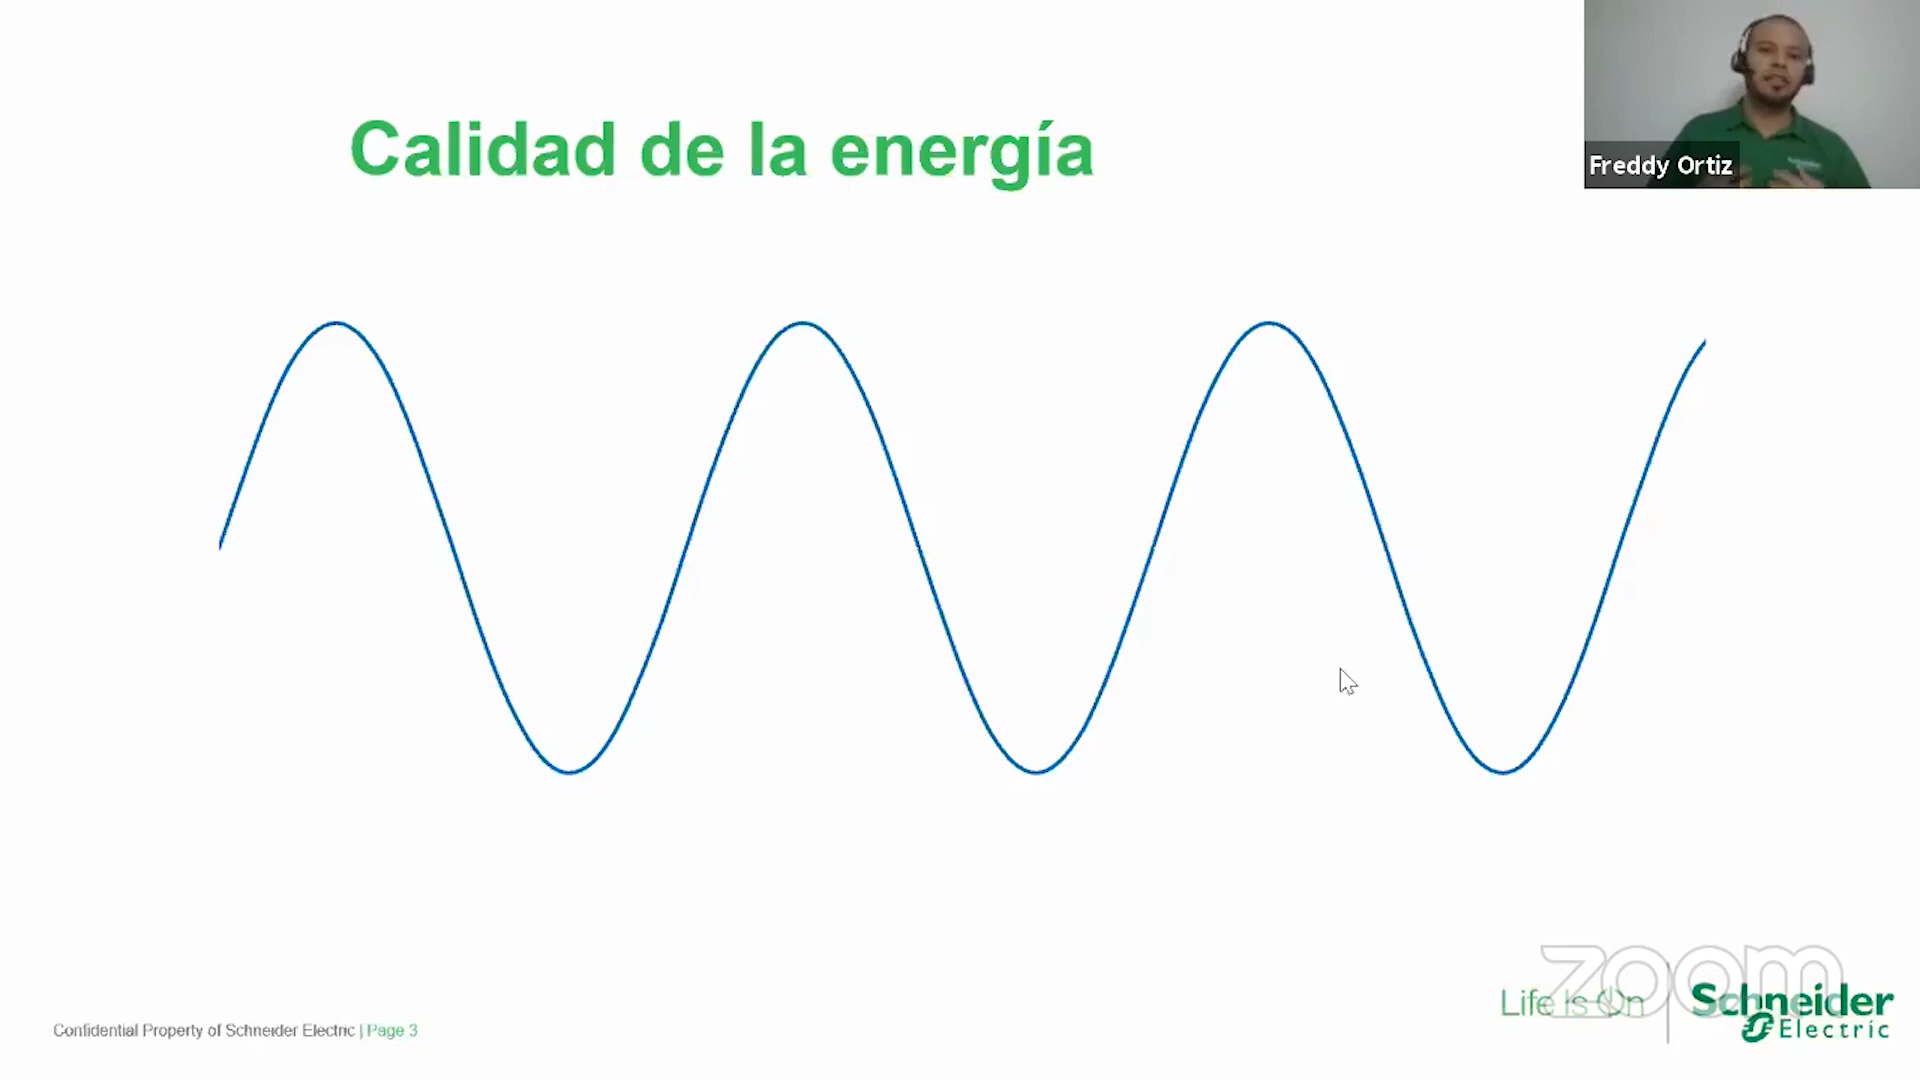 Calidad de la energía
Freddy Ortiz
zoom
Life Is On
Schneider
Electric
Confidential Property of Schneider Electric | Page 3